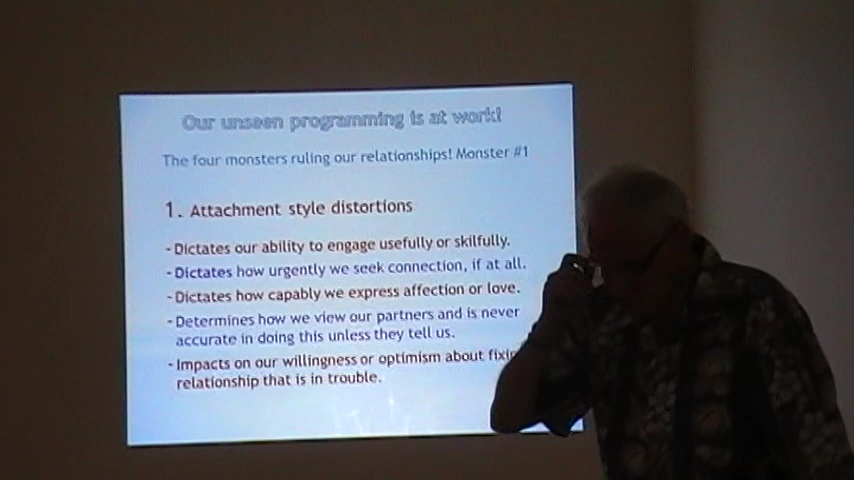 Our unseen programming is at work!
The four monsters ruling our relationships! Monster #1
1. Attachment style distortions
- Dictates our ability to engage usefully or skilfully.
- Dictates how urgently we seek connection, if at all.
- Dictates how capably we express affection or love.
- Determines how we view our partners and is never
accurate in doing this unless they tell us.
- Impacts on our willingness or optimism about
relationship that is in trouble.